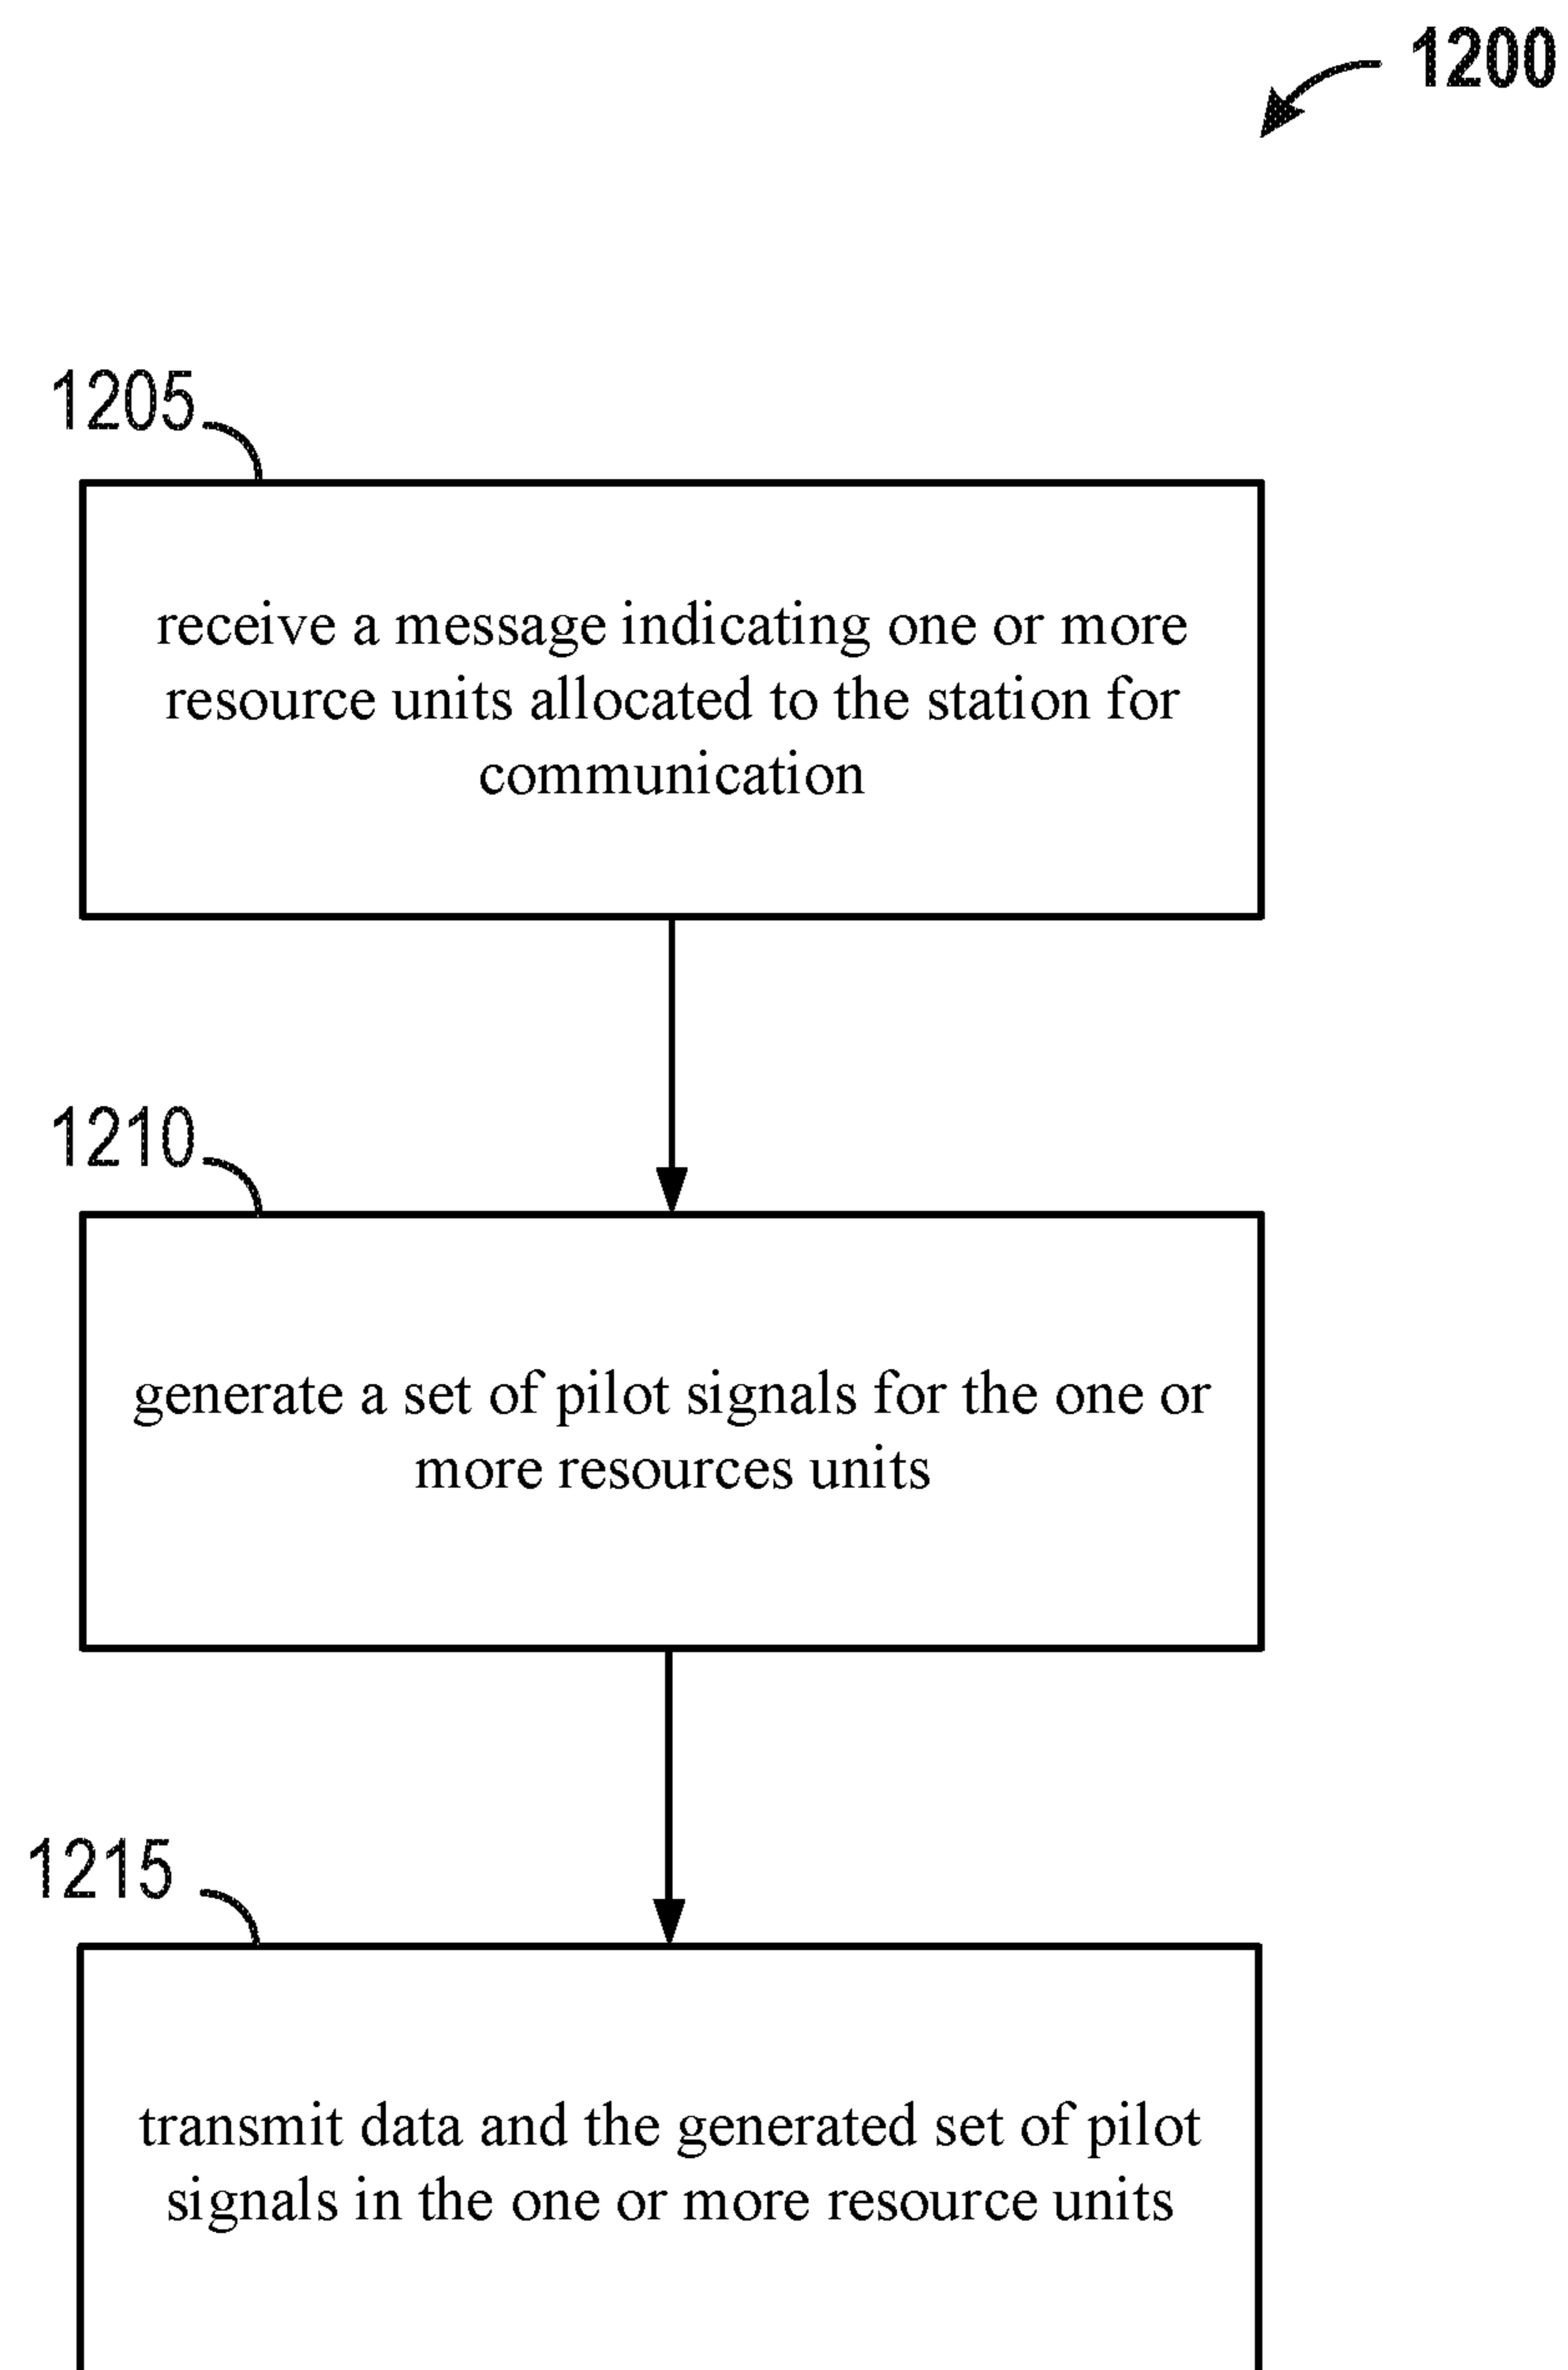 1200
1205
receive a message indicating one or more
resource units allocated to the station for
communication
1210
generate a set of pilot signals for the one or
more resources units
1215
transmit data and the generated set of pilot
signals in the one or more resource units